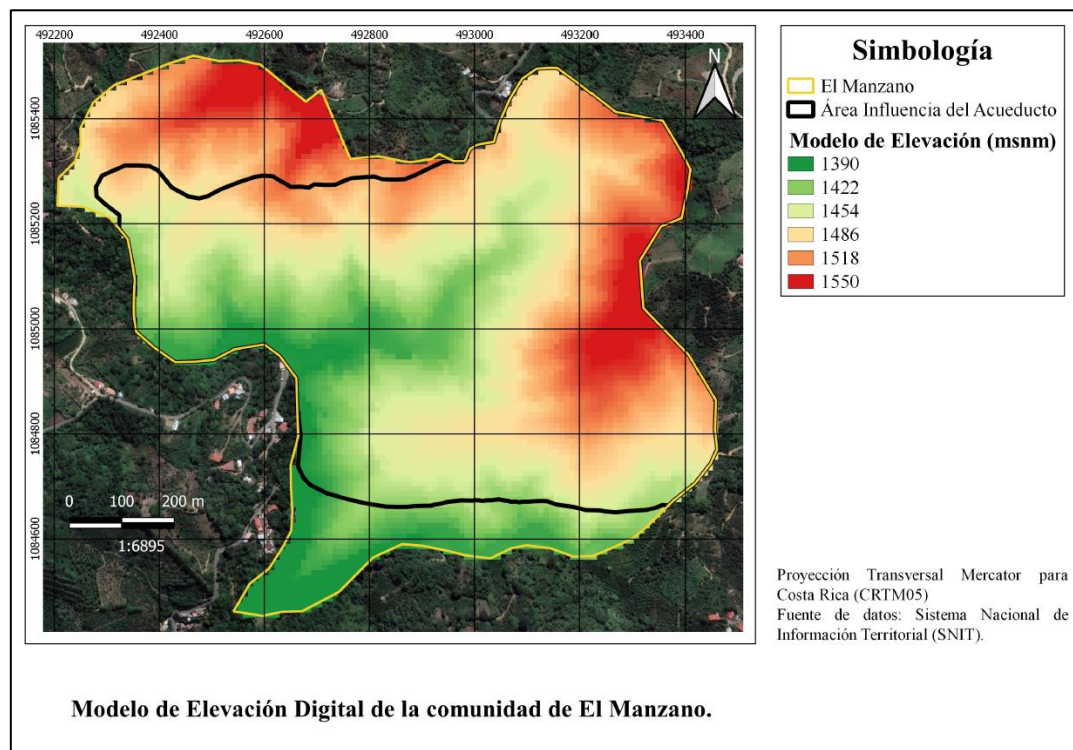 492200 492400 492600 492800 493000 493200 493400
1085400
1085200
1085000
1084800
1084600
N
0 100 200 m
1:6895
Simbología
El Manzano
Área Influencia del Acueducto
Modelo de Elevación (msnm)
1390
1422
1454
1486
1518
1550
Proyección Transversal Mercator para
Costa Rica (CRTM05)
Fuente de datos: Sistema Nacional de
Información Territorial (SNIT).
Modelo de Elevación Digital de la comunidad de El Manzano.